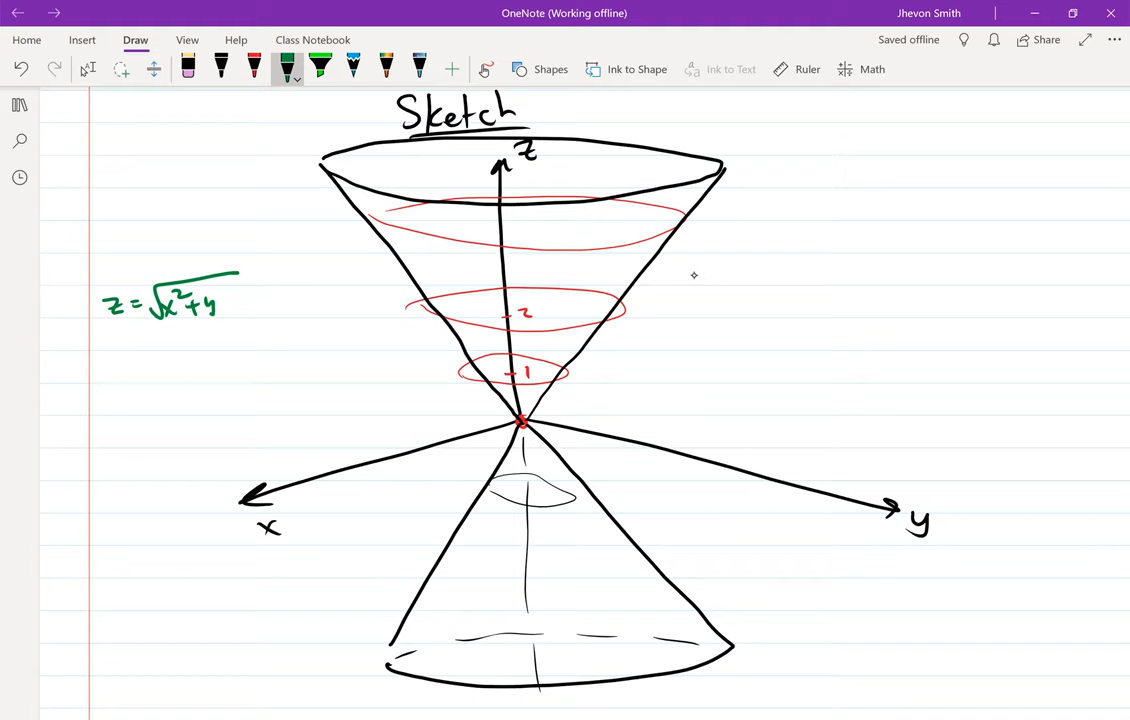 OneNote (Working offline)
Jhevon Smith
Home Insert Draw View Help Class Notebook
Saved offline
Share
Shapes
Ink to Shape
Ink to Text
Ruler
Math
Sketch
z
z = √x² + y
2
1
x
y